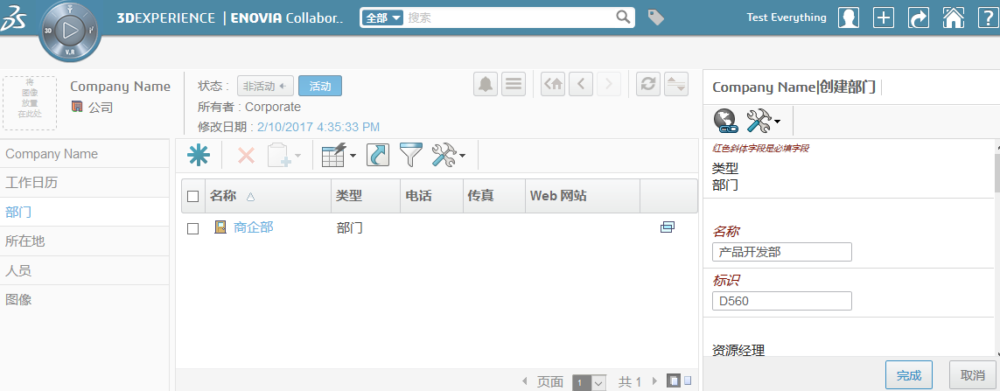 3DEXPERIENCE | ENOVIA Collabor.. 全部 搜索 Test Everything
3D V.R
将
图像
放置
在此处
Company Name
公司
状态 : 非活动 活动
所有者 : Corporate
修改日期 : 2/10/2017 4:35:33 PM
Company Name
工作日历
部门
所在地
人员
图像
名称 类型 电话 传真 Web 网站
商企部 部门
页面 1 共 1
Company Name|创建部门
红色斜体字段是必填字段
类型
部门
名称
产品开发部
标识
D560
资源经理
完成 取消